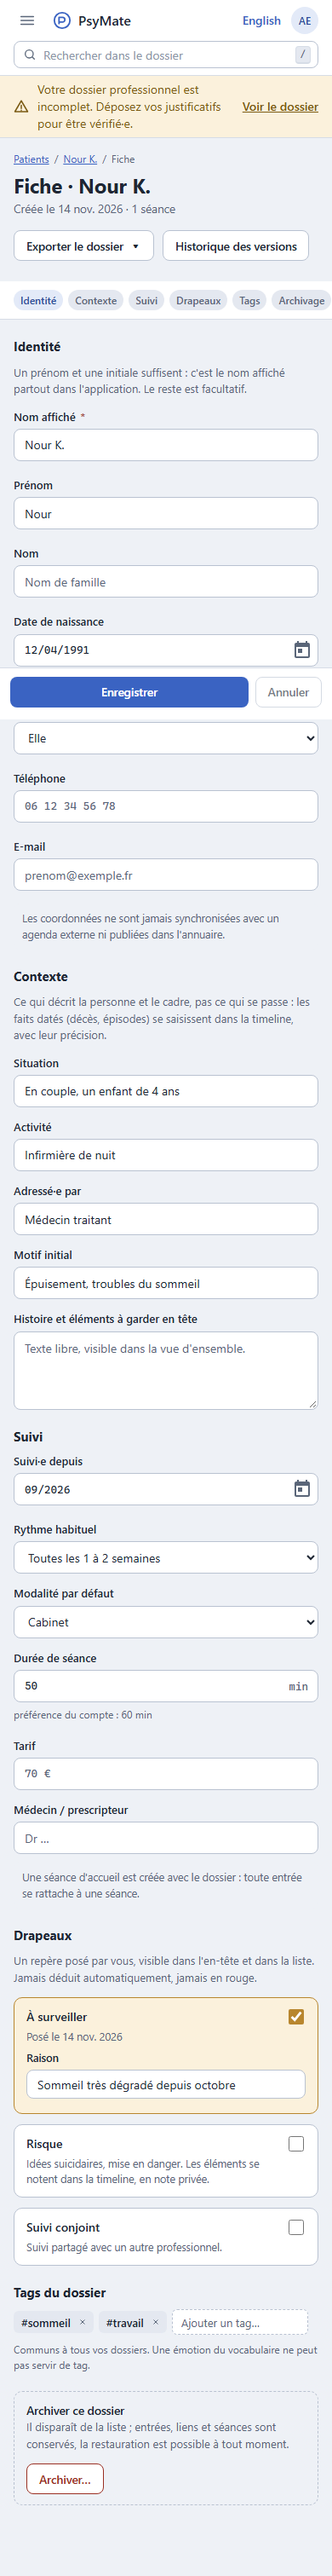 PsyMate
English
AE
Rechercher dans le dossier
/
Votre dossier professionnel est
incomplet. Déposez vos justificatifs
pour être vérifié·e.
Voir le dossier
Patients / Nour K. / Fiche
Fiche · Nour K.
Créée le 14 nov. 2026 · 1 séance
Exporter le dossier
Historique des versions
Identité
Contexte
Suivi
Drapeaux
Tags
Archivage
Identité
Un prénom et une initiale suffisent : c'est le nom affiché
partout dans l'application. Le reste est facultatif.
Nom affiché *
Nour K.
Prénom
Nour
Nom
Nom de famille
Date de naissance
12/04/1991
Enregistrer
Annuler
Elle
Téléphone
06 12 34 56 78
E-mail
prenom@exemple.fr
Les coordonnées ne sont jamais synchronisées avec un
agenda externe ni publiées dans l'annuaire.
Contexte
Ce qui décrit la personne et le cadre, pas ce qui se passe : les
faits datés (décès, épisodes) se saisissent dans la timeline,
avec leur précision.
Situation
En couple, un enfant de 4 ans
Activité
Infirmière de nuit
Adressé·e par
Médecin traitant
Motif initial
Épuisement, troubles du sommeil
Histoire et éléments à garder en tête
Texte libre, visible dans la vue d'ensemble.
Suivi
Suivi·e depuis
09/2026
Rythme habituel
Toutes les 1 à 2 semaines
Modalité par défaut
Cabinet
Durée de séance
50
min
préférence du compte : 60 min
Tarif
70 €
Médecin / prescripteur
Dr …
Une séance d'accueil est créée avec le dossier : toute entrée
se rattache à une séance.
Drapeaux
Un repère posé par vous, visible dans l'en-tête et dans la liste.
Jamais déduit automatiquement, jamais en rouge.
À surveiller
Posé le 14 nov. 2026
Raison
Sommeil très dégradé depuis octobre
Risque
Idées suicidaires, mise en danger. Les éléments se
notent dans la timeline, en note privée.
Suivi conjoint
Suivi partagé avec un autre professionnel.
Tags du dossier
#sommeil ×
#travail ×
Ajouter un tag…
Communs à tous vos dossiers. Une émotion du vocabulaire ne peut
pas servir de tag.
Archiver ce dossier
Il disparaît de la liste ; entrées, liens et séances sont
conservés, la restauration est possible à tout moment.
Archiver…